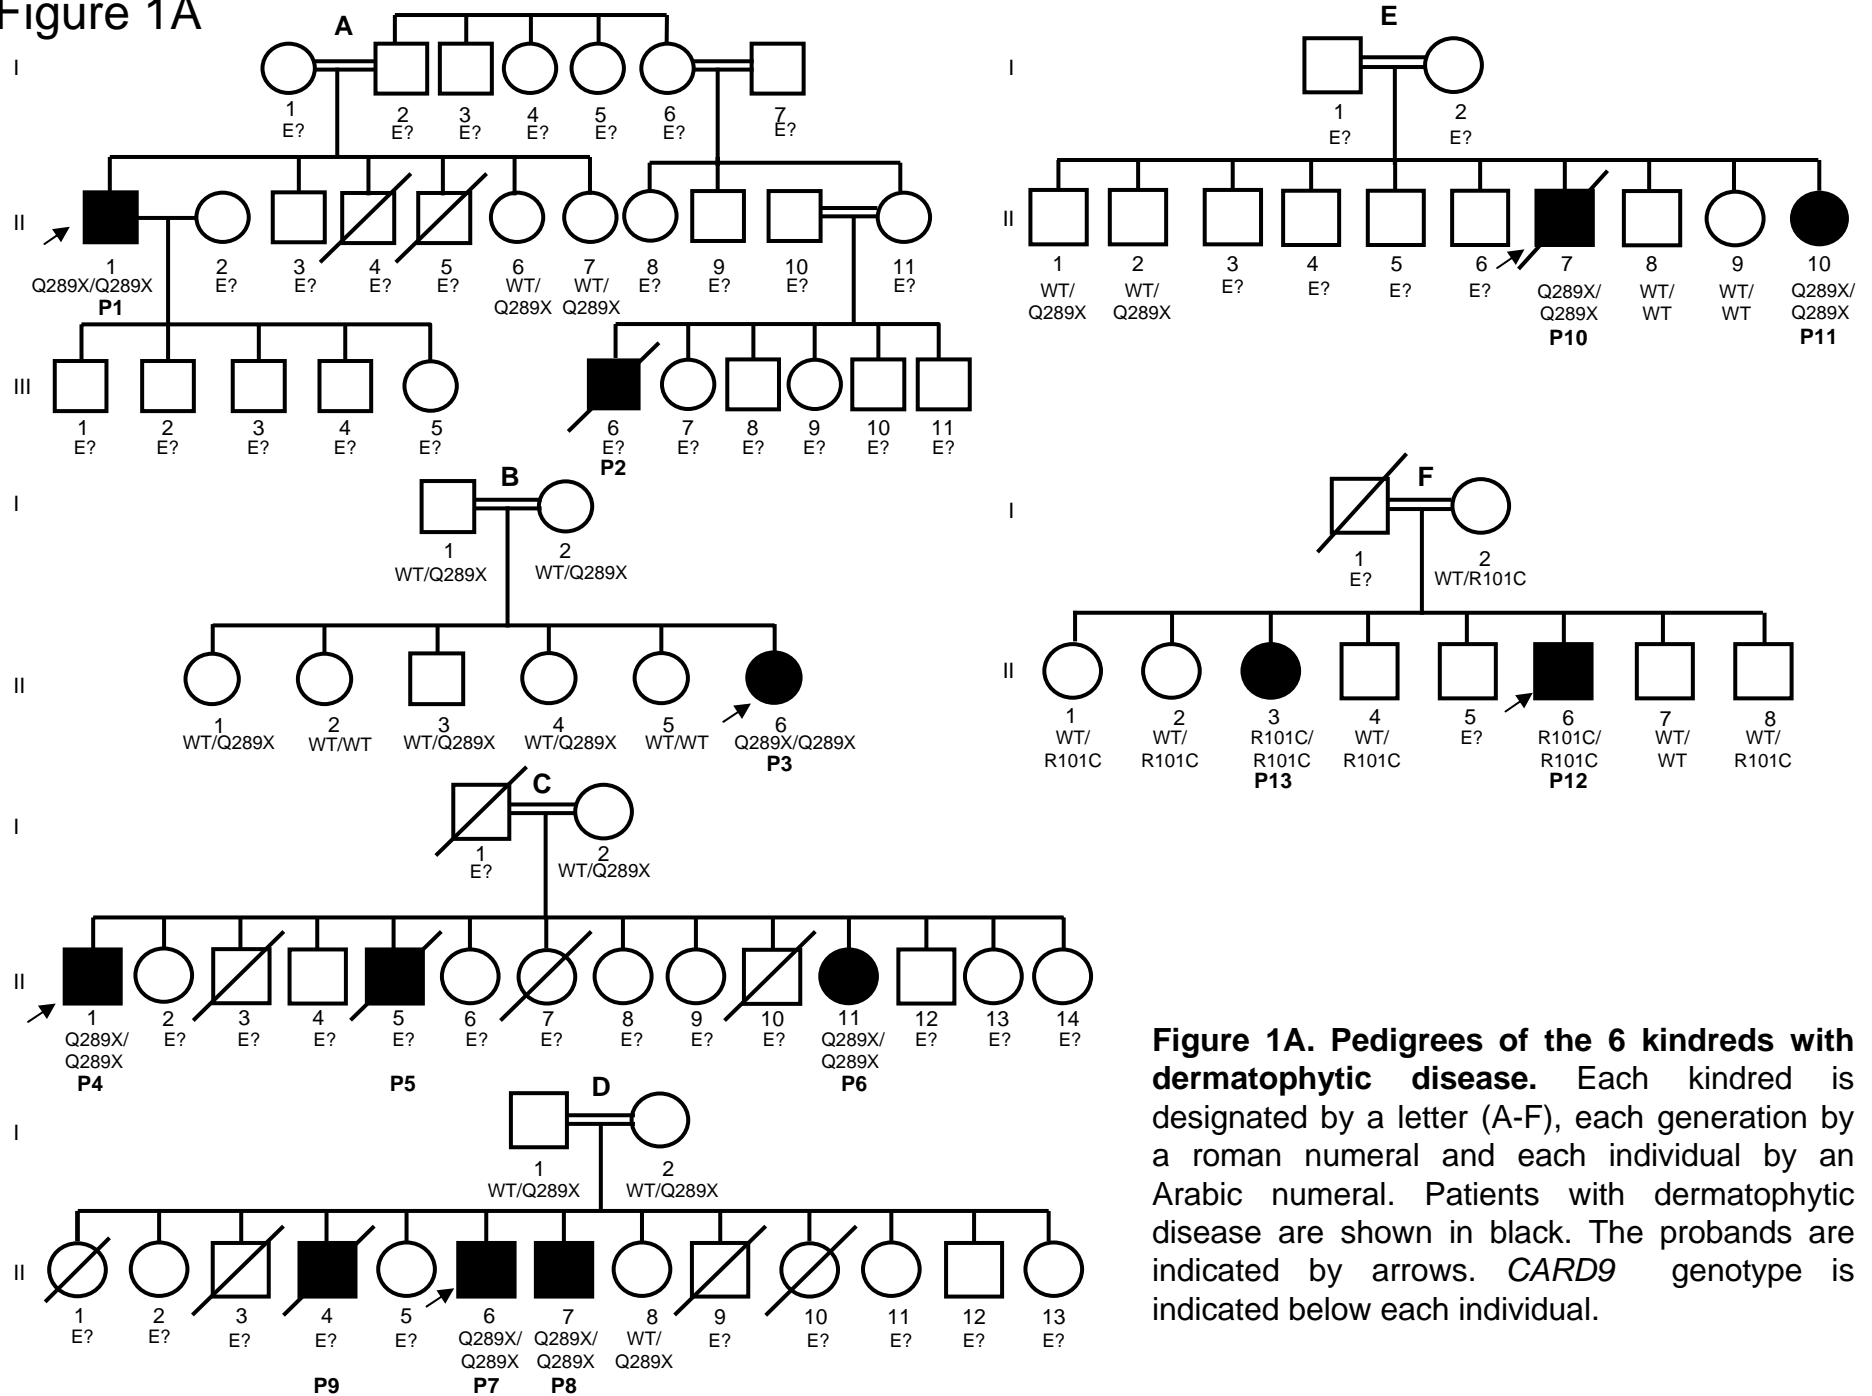 Figure 1A
A
I
1 2 3 4 5 6 7
E? E? E? E? E? E? E?
II
1 2 3 4 5 6 7 8 9 10 11
Q289X/Q289X E? E? E? E? WT/ WT/ E? E? E? E?
P1 Q289X Q289X
III
1 2 3 4 5 6 7 8 9 10 11
E? E? E? E? E? E? E? E? E? E? E?
P2
B
I
1 2
WT/Q289X WT/Q289X
II
1 2 3 4 5 6
WT/Q289X WT/WT WT/Q289X WT/Q289X WT/WT Q289X/Q289X
P3
C
I
1 2
E? WT/Q289X
II
1 2 3 4 5 6 7 8 9 10 11 12 13 14
Q289X/ E? E? E? E? E? E? E? E? E? Q289X/ E? E? E?
Q289X Q289X
P4 P5 P6
D
I
1 2
WT/Q289X WT/Q289X
II
1 2 3 4 5 6 7 8 9 10 11 12 13
E? E? E? E? E? Q289X/ Q289X/ WT/ E? E? E? E? E?
Q289X Q289X Q289X
P9 P7 P8
E
I
1 2
E? E?
II
1 2 3 4 5 6 7 8 9 10
WT/ WT/ E? E? E? E? Q289X/ WT/ WT/ Q289X/
Q289X Q289X Q289X WT WT Q289X
P10 P11
F
I
1 2
E? WT/R101C
II
1 2 3 4 5 6 7 8
WT/ WT/ R101C/ WT/ E? R101C/ WT/ WT/
R101C R101C R101C R101C R101C WT R101C
P13 P12
Figure 1A. Pedigrees of the 6 kindreds with
dermatophytic disease. Each kindred is
designated by a letter (A-F), each generation by
a roman numeral and each individual by an
Arabic numeral. Patients with dermatophytic
disease are shown in black. The probands are
indicated by arrows. CARD9 genotype is
indicated below each individual.